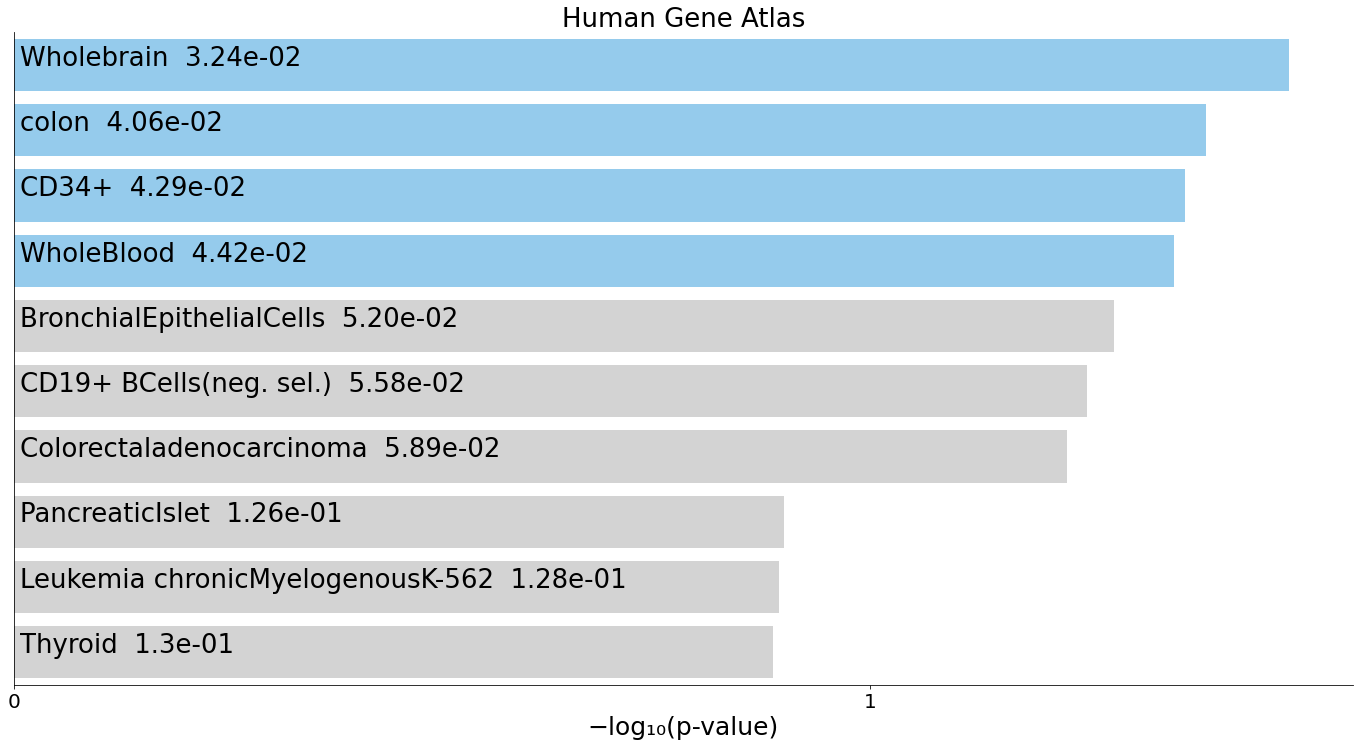 Human Gene Atlas
Wholebrain  3.24e-02
colon  4.06e-02
CD34+  4.29e-02
WholeBlood  4.42e-02
BronchialEpithelialCells  5.20e-02
CD19+ BCells(neg. sel.)  5.58e-02
Colorectaladenocarcinoma  5.89e-02
PancreaticIslet  1.26e-01
Leukemia chronicMyelogenousK-562  1.28e-01
Thyroid  1.3e-01
0 1
−log₁₀(p-value)